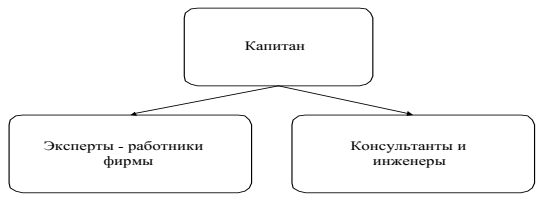 Капитан
Эксперты - работники
фирмы
Консультанты и
инженеры